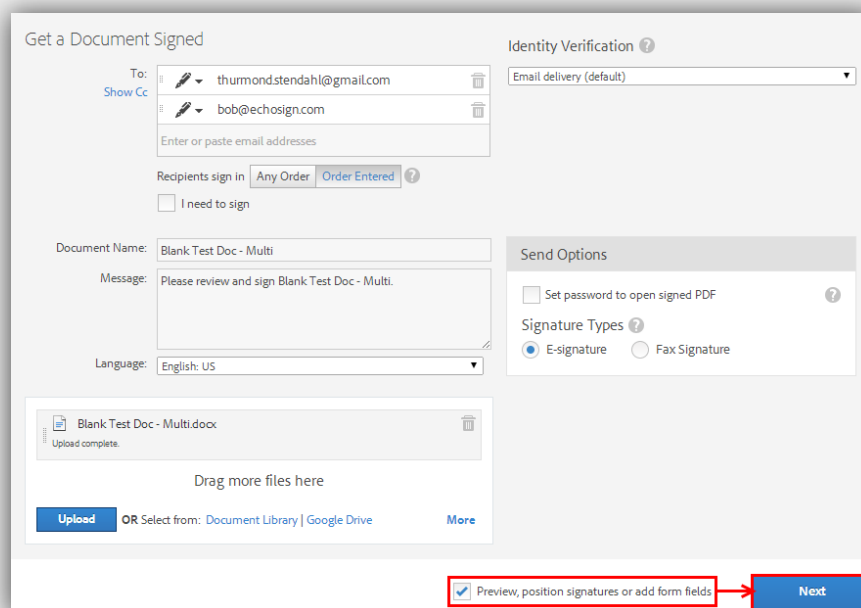 Get a Document Signed
To:
Show Cc
thurmond.stendahl@gmail.com
bob@echosign.com
Enter or paste email addresses
Recipients sign in Any Order Order Entered ?
I need to sign
Identity Verification ?
Email delivery (default)
Document Name: Blank Test Doc - Multi
Message: Please review and sign Blank Test Doc - Multi.
Language: English: US
Send Options
Set password to open signed PDF ?
Signature Types ?
E-signature Fax Signature
Blank Test Doc - Multi.docx
Upload complete.
Drag more files here
Upload OR Select from: Document Library | Google Drive More
Preview, position signatures or add form fields Next